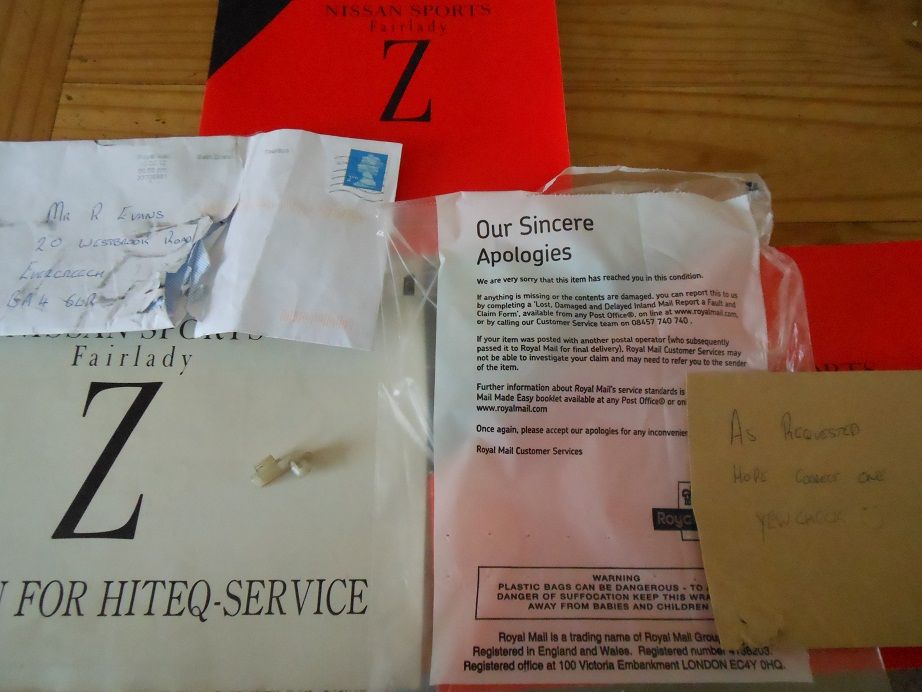 NISSAN SPORTS
Fairlady
Z
Mr R Evans
20 Westbrook Road
Evercreech
BA4 6LR
NISSAN SPORTS
Fairlady
Z
FOR HITEQ-SERVICE
Our Sincere
Apologies
We are very sorry that this item has reached you in this condition.
If anything is missing or the contents are damaged, you can report this to us
by completing a 'Lost, Damaged and Delayed Inland Mail Report a Fault and
Claim Form', available from any Post Office®, on line at www.royalmail.com,
or by calling our Customer Service team on 08457 740 740 .
If your item was posted with another postal operator (who subsequently
passed it to Royal Mail for final delivery), Royal Mail Customer Services may
not be able to investigate your claim and may need to refer you to the sender
of the item.
Further information about Royal Mail's service standards is
Mail Made Easy booklet available at any Post Office® or
www.royalmail.com
Once again, please accept our apologies for any
Royal Mail Customer Services
WARNING
PLASTIC BAGS CAN BE DANGEROUS - TO
DANGER OF SUFFOCATION KEEP THIS
AWAY FROM BABIES AND CHILDREN
Royal Mail is a trading name of Royal Mail
Registered in England and Wales. Registered number 4138203.
Registered office at 100 Victoria Embankment LONDON EC4Y 0HQ.
SPORTS
As Requested
Hope correct one